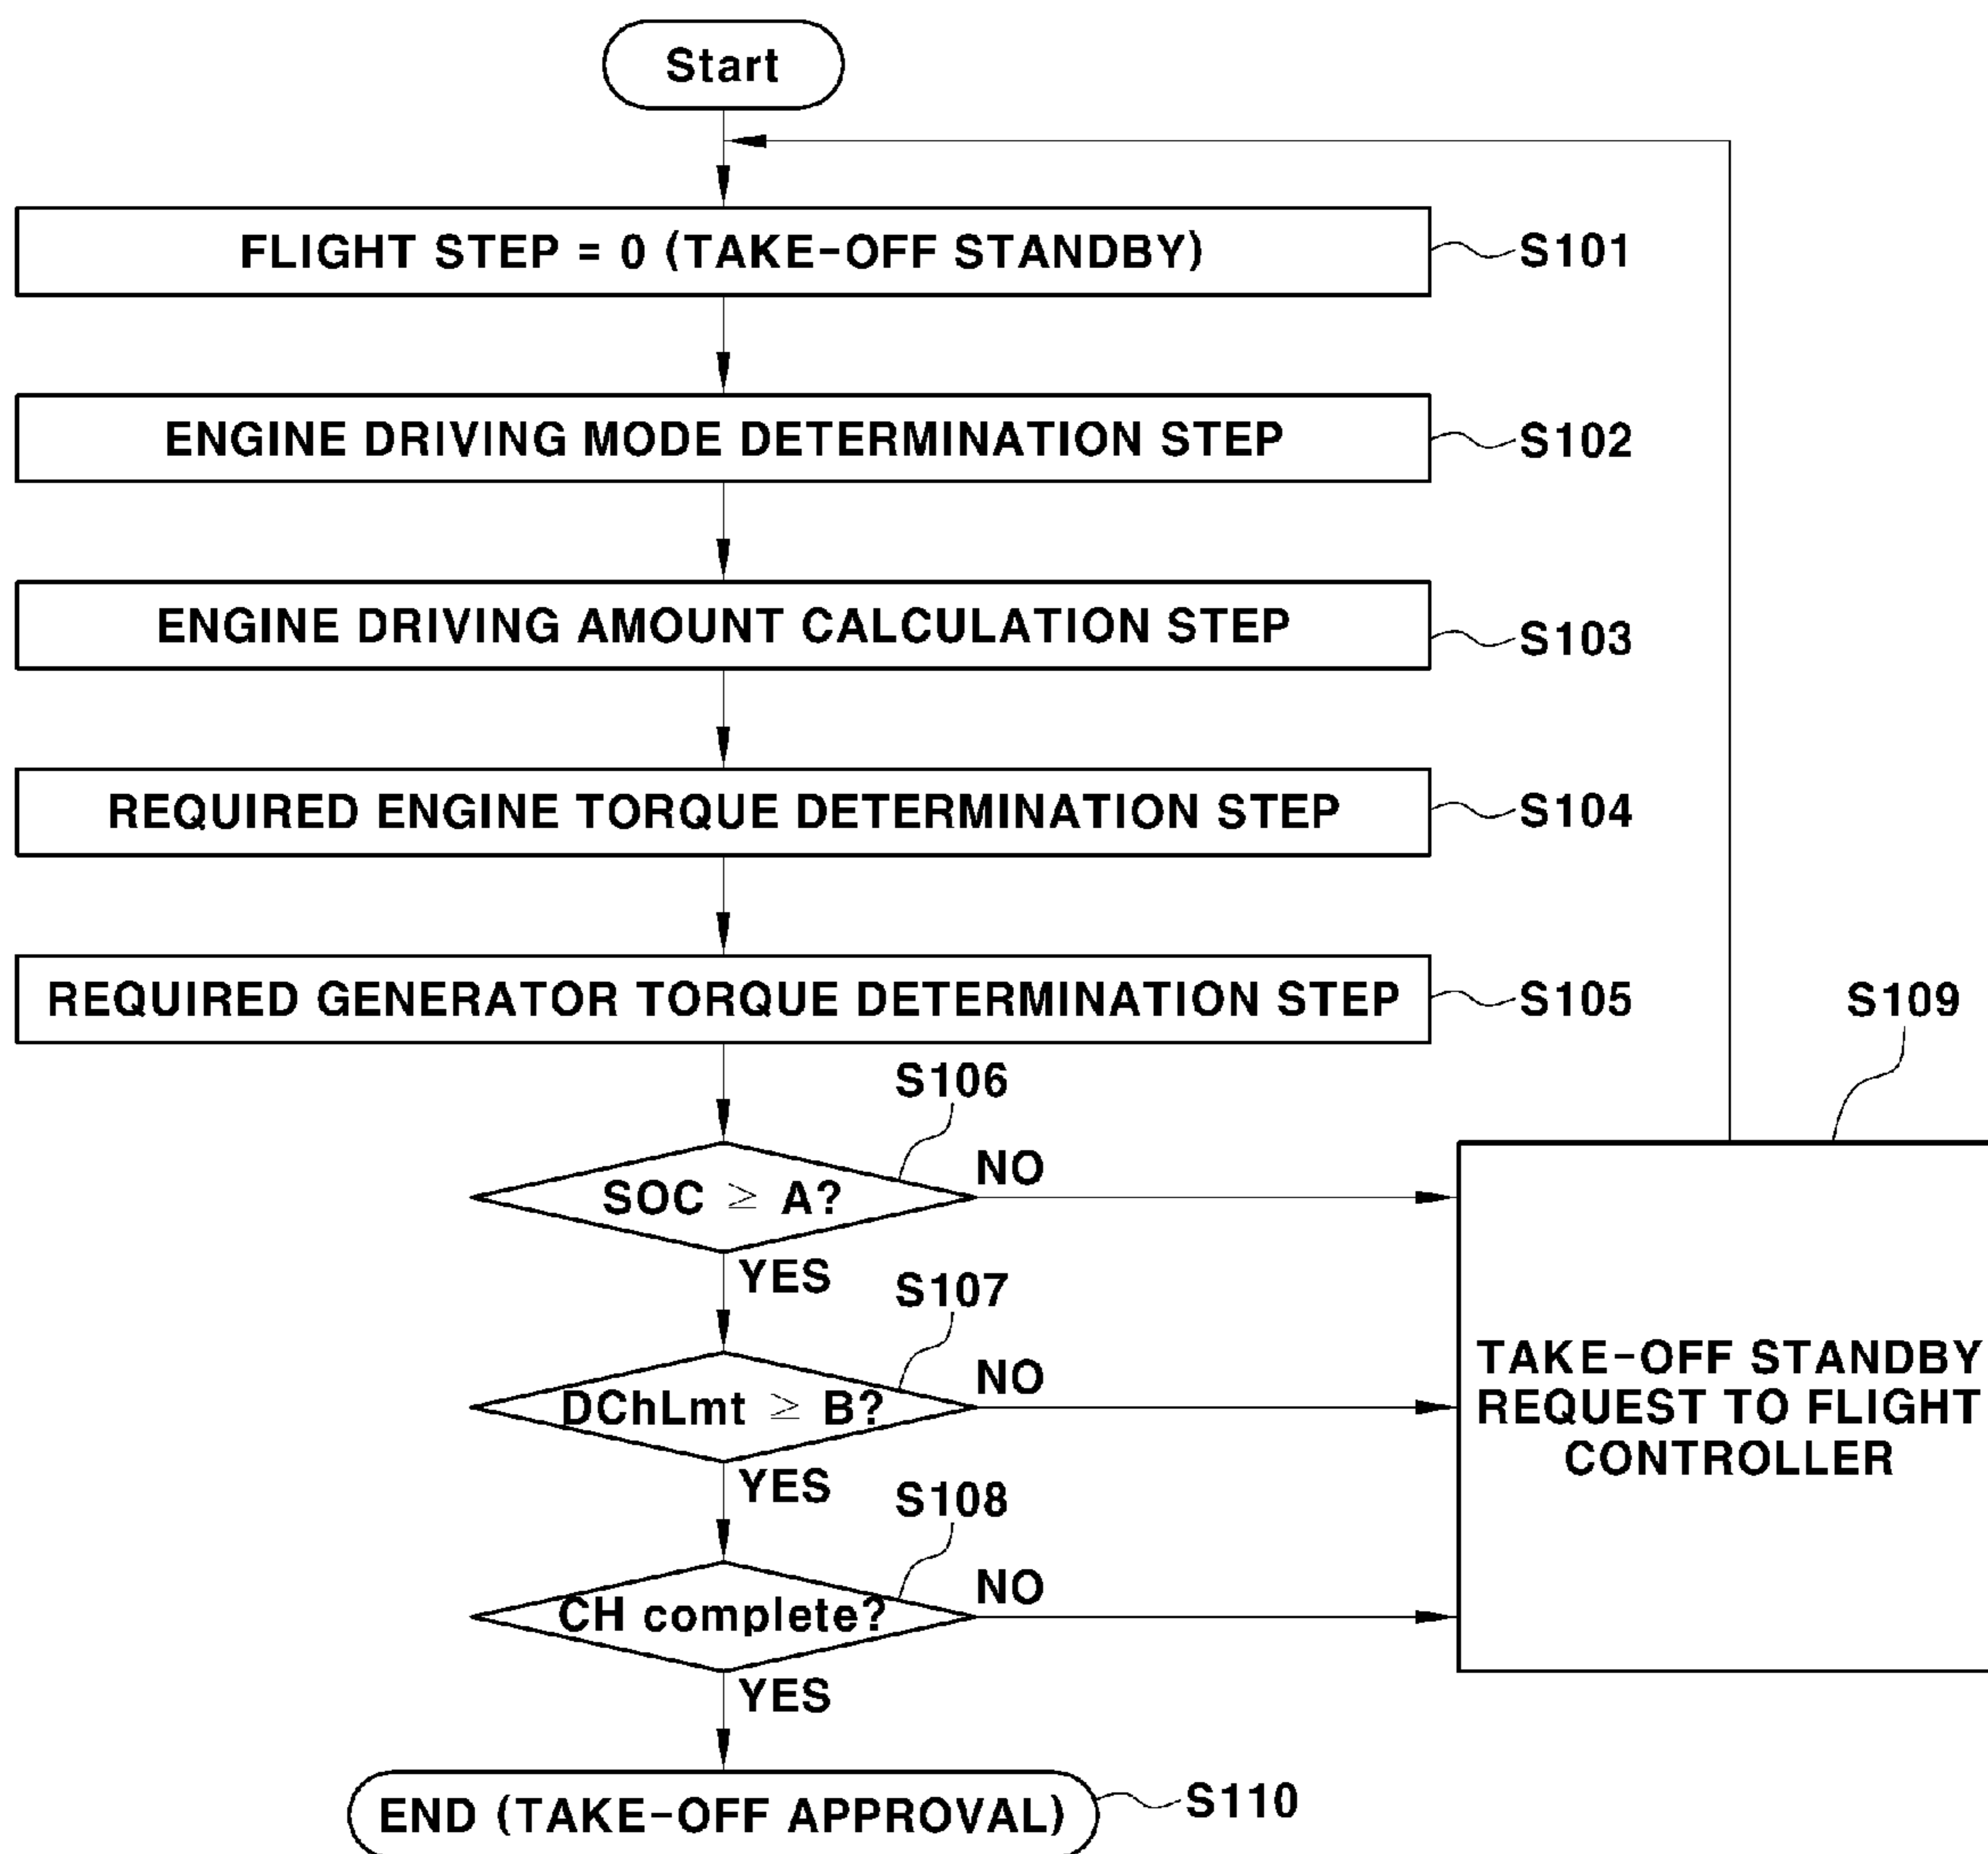 Start
FLIGHT STEP = 0 (TAKE-OFF STANDBY)
S101
ENGINE DRIVING MODE DETERMINATION STEP
S102
ENGINE DRIVING AMOUNT CALCULATION STEP
S103
REQUIRED ENGINE TORQUE DETERMINATION STEP
S104
REQUIRED GENERATOR TORQUE DETERMINATION STEP
S105
S106
SOC ≥ A?
NO
YES
S107
DChLmt ≥ B?
NO
YES
S108
CH complete?
NO
YES
S109
TAKE-OFF STANDBY
REQUEST TO FLIGHT
CONTROLLER
END (TAKE-OFF APPROVAL)
S110